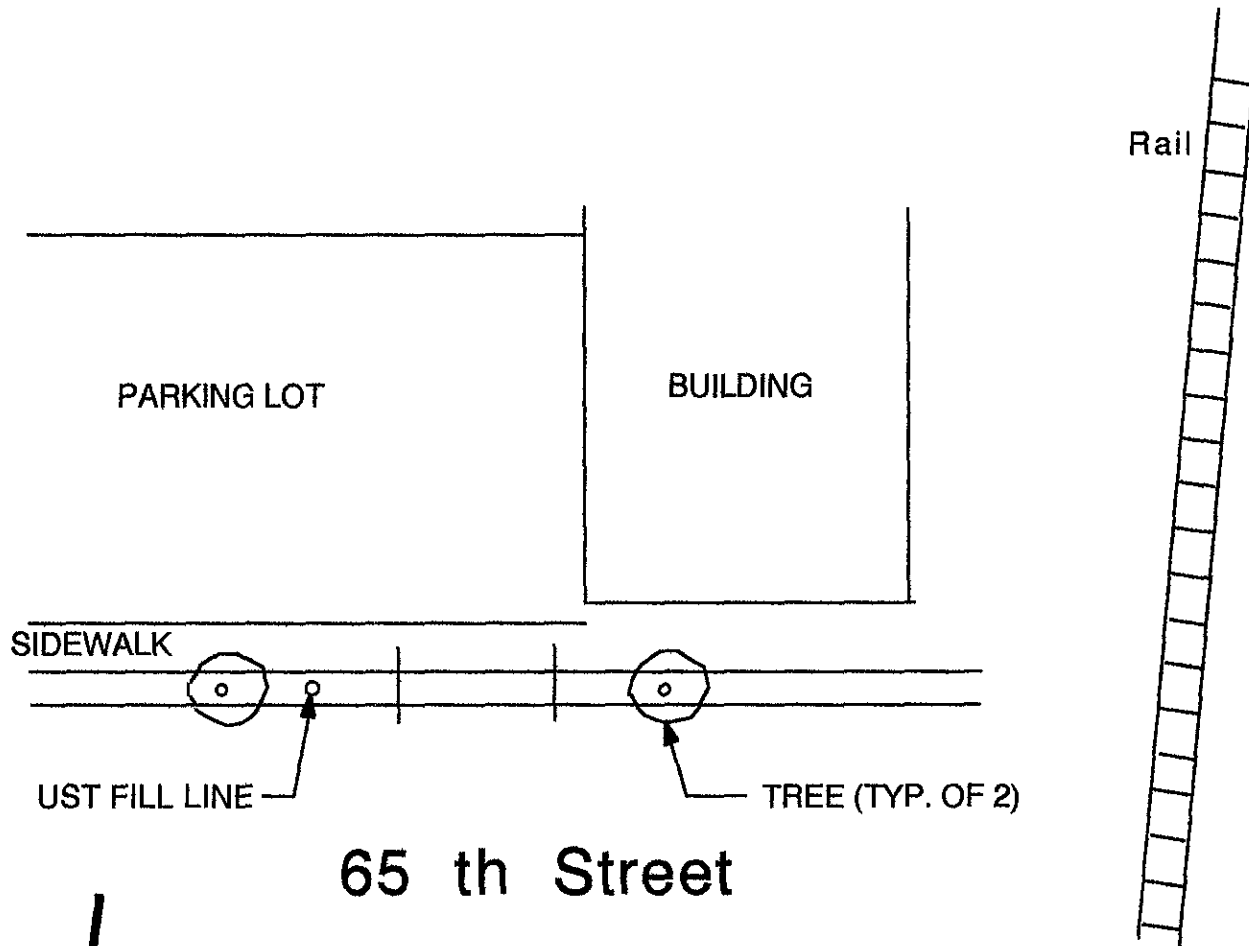 Rail
PARKING LOT
BUILDING
SIDEWALK
UST FILL LINE
TREE (TYP. OF 2)
65 th Street